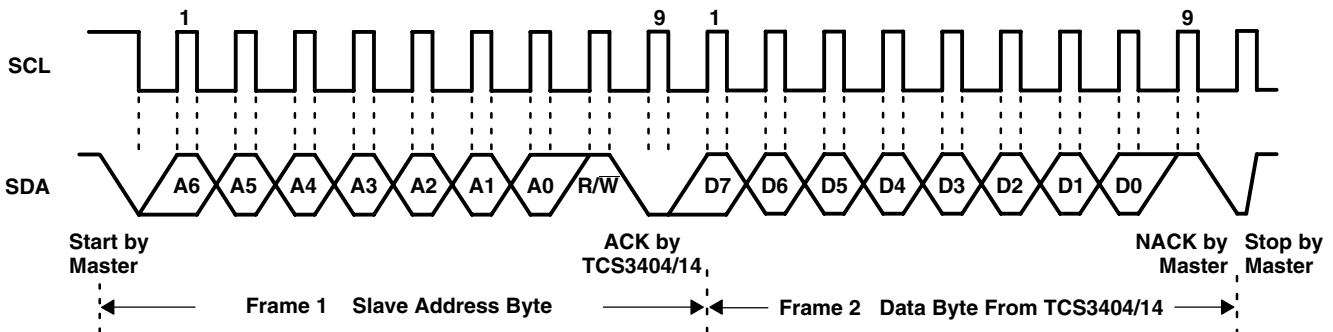 1 9 1 9
SCL
SDA A6 A5 A4 A3 A2 A1 A0 R/W̅ D7 D6 D5 D4 D3 D2 D1 D0
Start by
Master
ACK by
TCS3404/14
NACK by
Master
Stop by
Master
Frame 1 Slave Address Byte
Frame 2 Data Byte From TCS3404/14